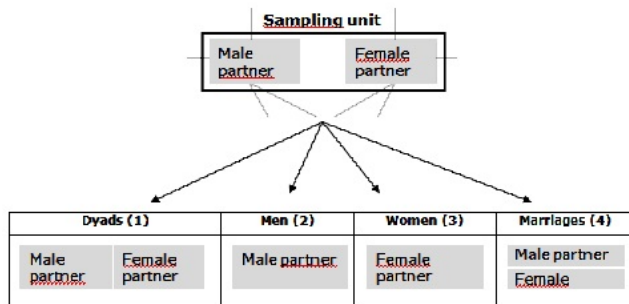 Sampling unit
Male partner
Female partner
Dyads (1)
Men (2)
Women (3)
Marriages (4)
Male partner
Female partner
Male partner
Female partner
Male partner
Female